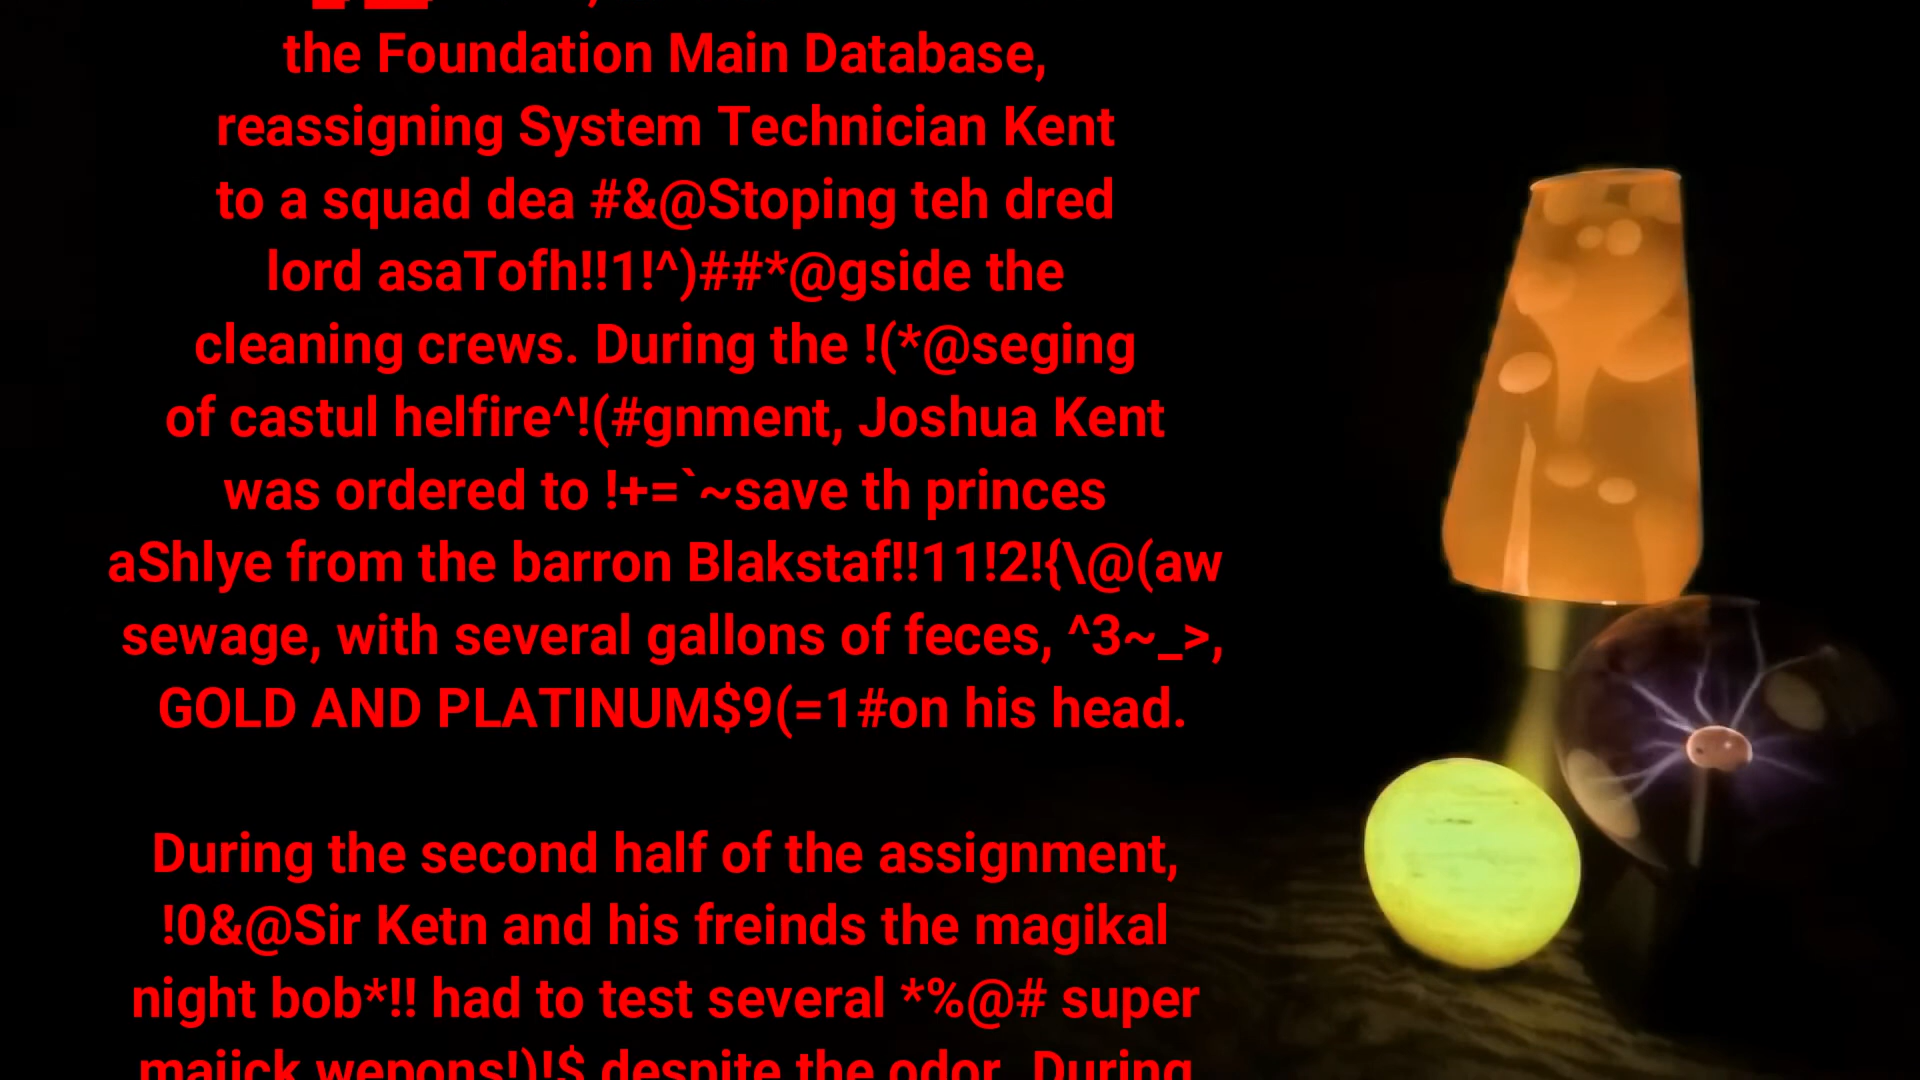 the Foundation Main Database,
reassigning System Technician Kent
to a squad dea #&@Stoping teh dred
lord asaTofh!!1!^)##*@gside the
cleaning crews. During the !(*@seging
of castul helfire^!(#gnment, Joshua Kent
was ordered to !+=`~save th princes
aShlye from the barron Blakstaf!!11!2!{\@(aw
sewage, with several gallons of feces, ^3~_>,
GOLD AND PLATINUM$9(=1#on his head.
During the second half of the assignment,
!0&@Sir Ketn and his freinds the magikal
night bob*!! had to test several *%@# super
majick wepons!)!$ despite the odor. During